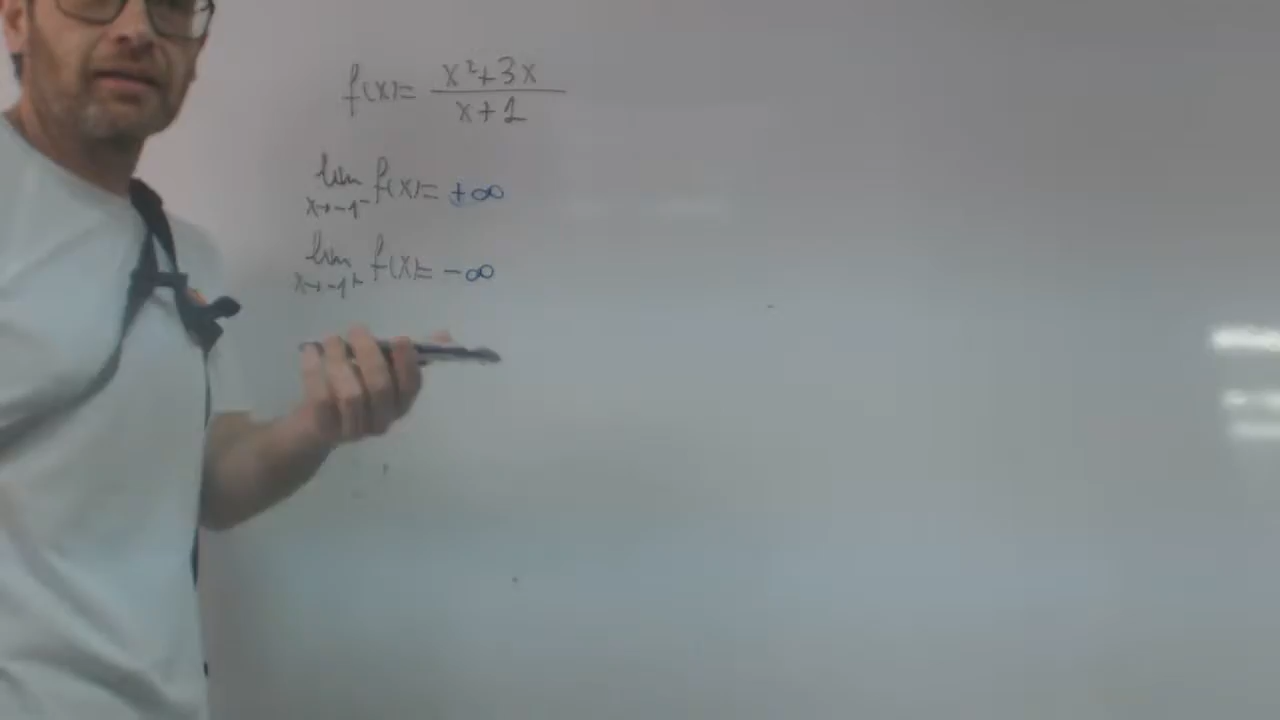 f(x)= x²+3x / x+1
lim x→-1⁻ f(x)= +∞
lim x→-1⁺ f(x)= -∞